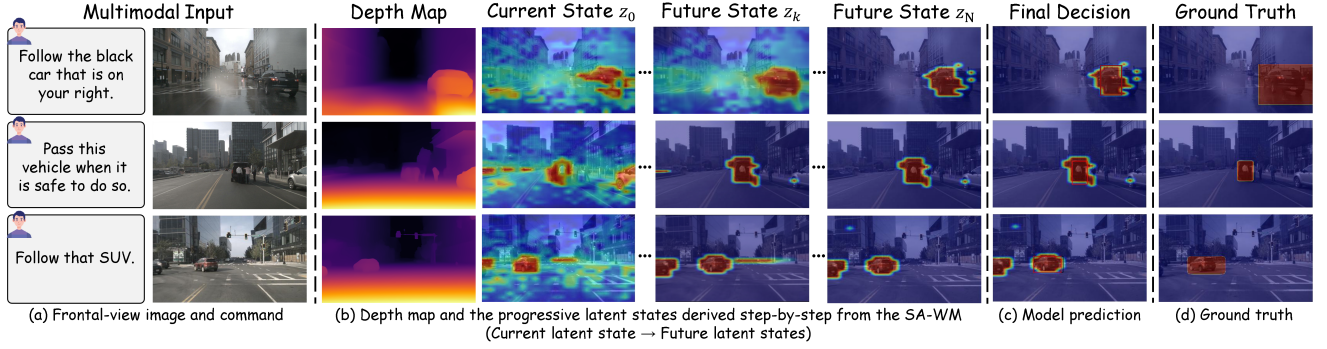 Multimodal Input
Depth Map
Current State z₀
Future State zₖ
Future State z_N
Final Decision
Ground Truth
Follow the black
car that is on
your right.
Pass this
vehicle when it
is safe to do so.
Follow that SUV.
...
...
...
...
...
...
(a) Frontal-view image and command
(b) Depth map and the progressive latent states derived step-by-step from the SA-WM
(Current latent state → Future latent states)
(c) Model prediction
(d) Ground truth